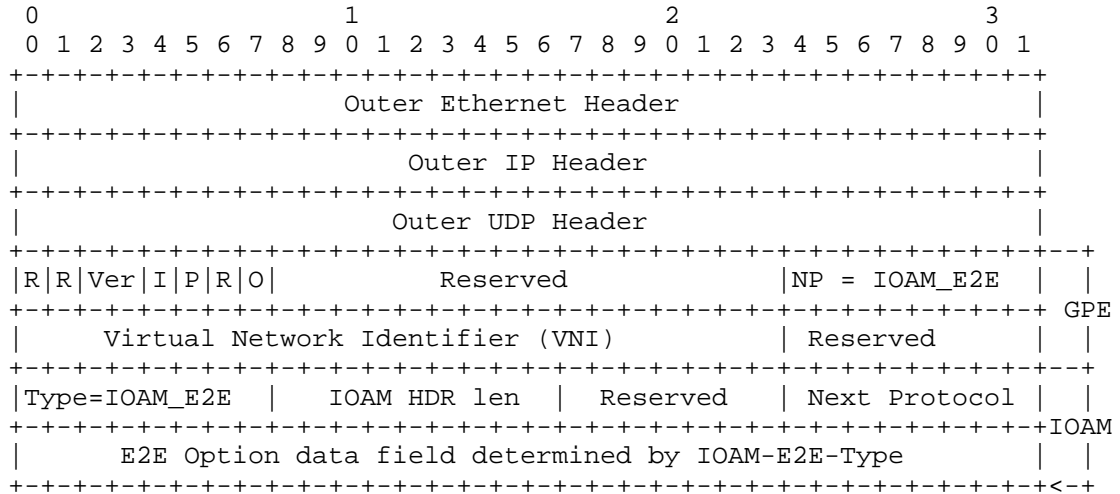 0                   1                   2                   3
 0 1 2 3 4 5 6 7 8 9 0 1 2 3 4 5 6 7 8 9 0 1 2 3 4 5 6 7 8 9 0 1
+-+-+-+-+-+-+-+-+-+-+-+-+-+-+-+-+-+-+-+-+-+-+-+-+-+-+-+-+-+-+-+-+
|                    Outer Ethernet Header                      |
+-+-+-+-+-+-+-+-+-+-+-+-+-+-+-+-+-+-+-+-+-+-+-+-+-+-+-+-+-+-+-+-+
|                        Outer IP Header                        |
+-+-+-+-+-+-+-+-+-+-+-+-+-+-+-+-+-+-+-+-+-+-+-+-+-+-+-+-+-+-+-+-+
|                       Outer UDP Header                        |
+-+-+-+-+-+-+-+-+-+-+-+-+-+-+-+-+-+-+-+-+-+-+-+-+-+-+-+-+-+-+-+-+--+
|R|R|Ver|I|P|R|O|          Reserved             |NP = IOAM_E2E  |  |
+-+-+-+-+-+-+-+-+-+-+-+-+-+-+-+-+-+-+-+-+-+-+-+-+-+-+-+-+-+-+-+-+ GPE
|     Virtual Network Identifier (VNI)          | Reserved      |  |
+-+-+-+-+-+-+-+-+-+-+-+-+-+-+-+-+-+-+-+-+-+-+-+-+-+-+-+-+-+-+-+-+--+
|Type=IOAM_E2E  |   IOAM HDR len  |  Reserved   | Next Protocol |  |
+-+-+-+-+-+-+-+-+-+-+-+-+-+-+-+-+-+-+-+-+-+-+-+-+-+-+-+-+-+-+-+-+IOAM
|      E2E Option data field determined by IOAM-E2E-Type        |  |
+-+-+-+-+-+-+-+-+-+-+-+-+-+-+-+-+-+-+-+-+-+-+-+-+-+-+-+-+-+-+-+-+<-+